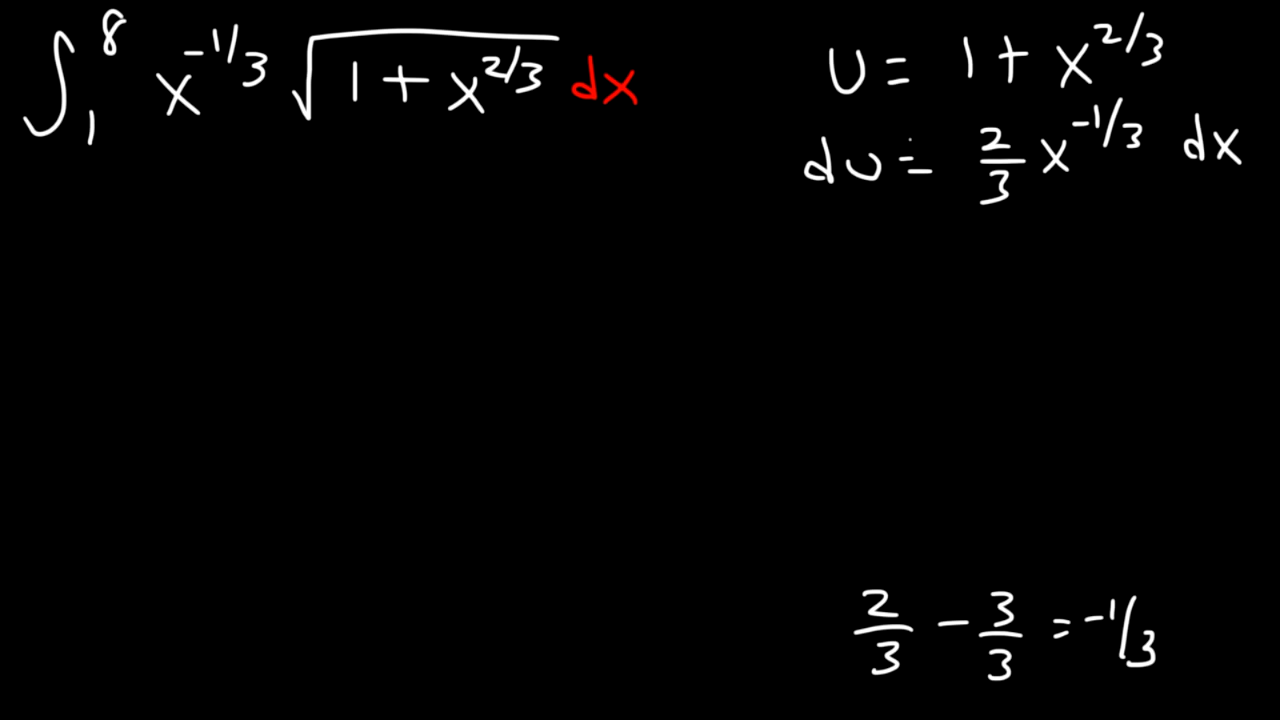 ∫₁⁸ x^(-1/3) √(1 + x^(2/3)) dx
U = 1 + x^(2/3)
du = 2/3 x^(-1/3) dx
2/3 - 3/3 = -1/3